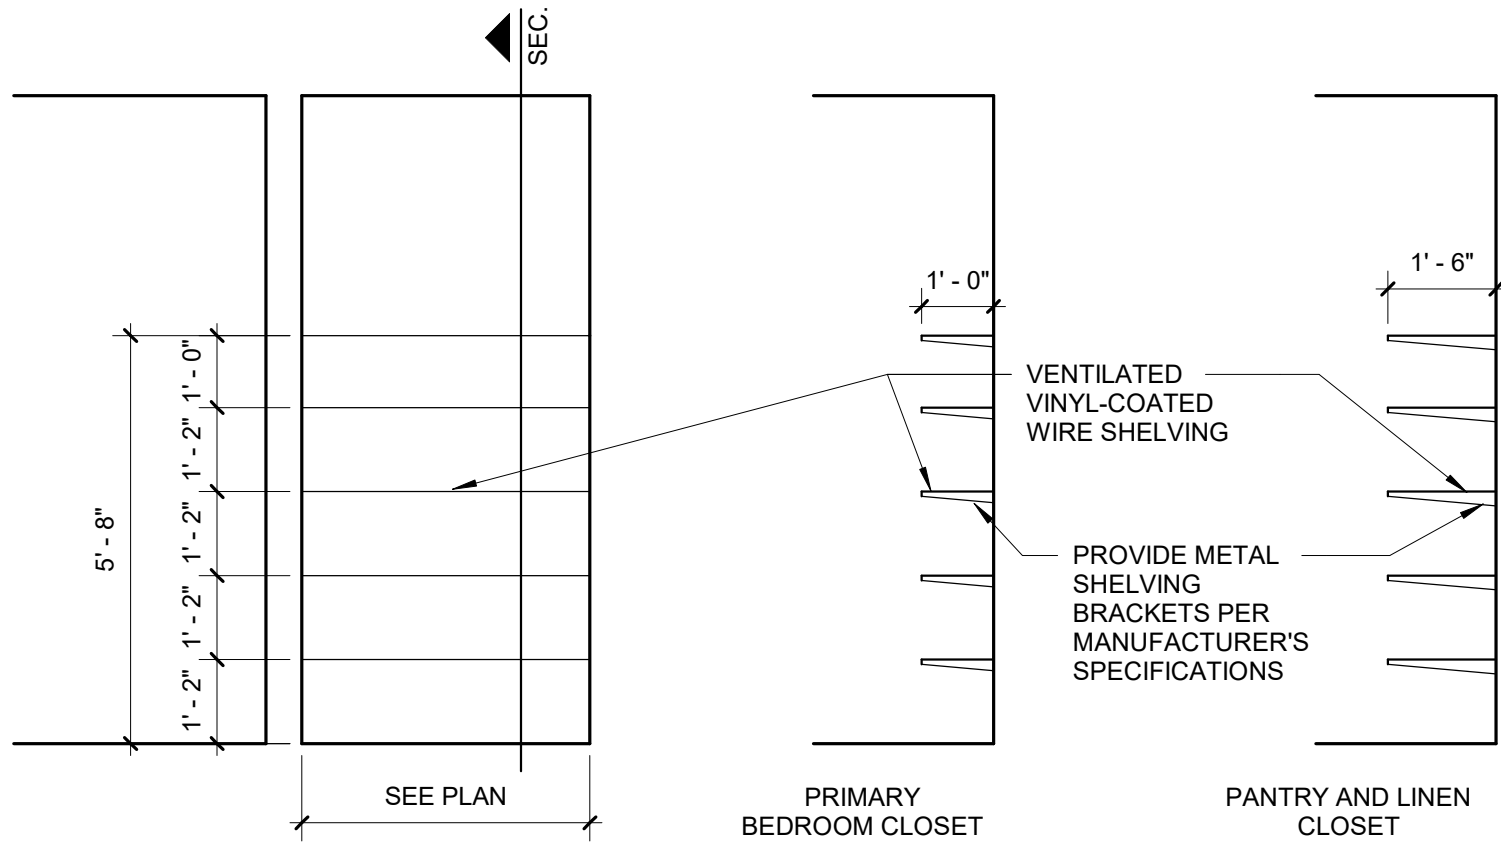 SEC.
1' - 0"
1' - 6"
1' - 0"
1' - 2"
1' - 2"
1' - 2"
1' - 2"
5' - 8"
VENTILATED
VINYL-COATED
WIRE SHELVING
PROVIDE METAL
SHELVING
BRACKETS PER
MANUFACTURER'S
SPECIFICATIONS
SEE PLAN
PRIMARY
BEDROOM CLOSET
PANTRY AND LINEN
CLOSET